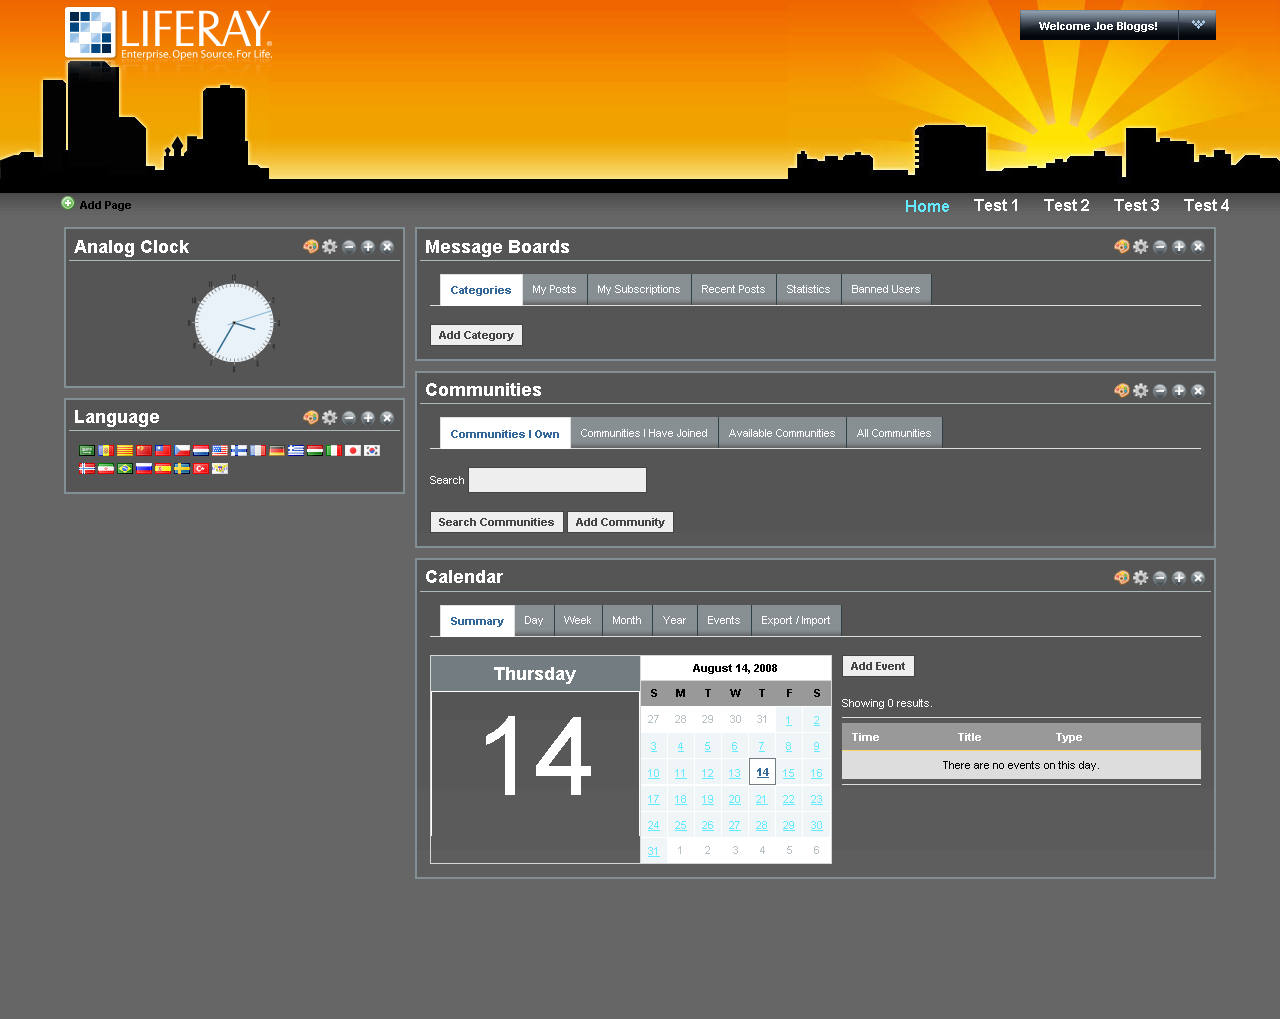 LIFERAY.
Enterprise. Open Source. For Life.
Welcome Joe Bloggs!
Add Page
Home Test 1 Test 2 Test 3 Test 4
Analog Clock
Language
Message Boards
Categories My Posts My Subscriptions Recent Posts Statistics Banned Users
Add Category
Communities
Communities I Own Communities I Have Joined Available Communities All Communities
Search
Search Communities Add Community
Calendar
Summary Day Week Month Year Events Export / Import
Thursday
14
August 14, 2008
S M T W T F S
27 28 29 30 31 1 2
3 4 5 6 7 8 9
10 11 12 13 14 15 16
17 18 19 20 21 22 23
24 25 26 27 28 29 30
31 1 2 3 4 5 6
Add Event
Showing 0 results.
Time Title Type
There are no events on this day.